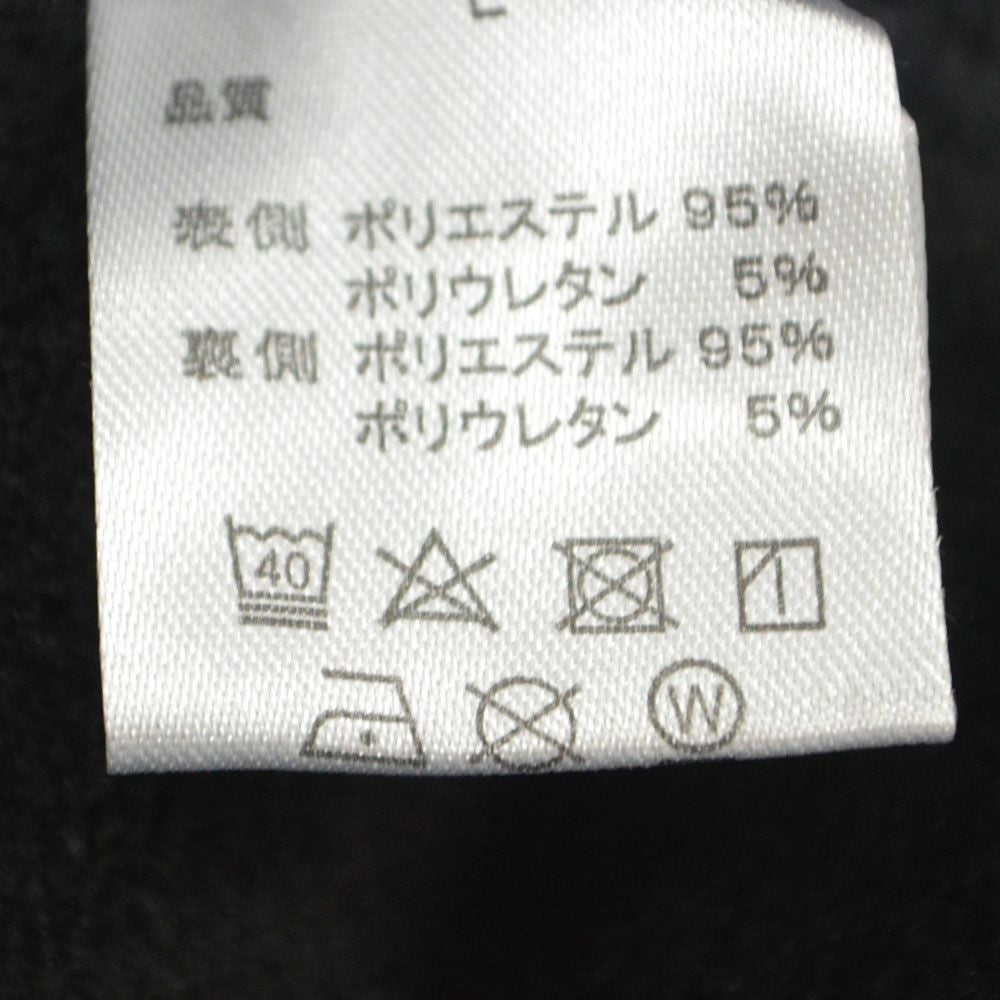 L
品質
表側 ポリエステル 95%
ポリウレタン 5%
裏側 ポリエステル 95%
ポリウレタン 5%
40
W